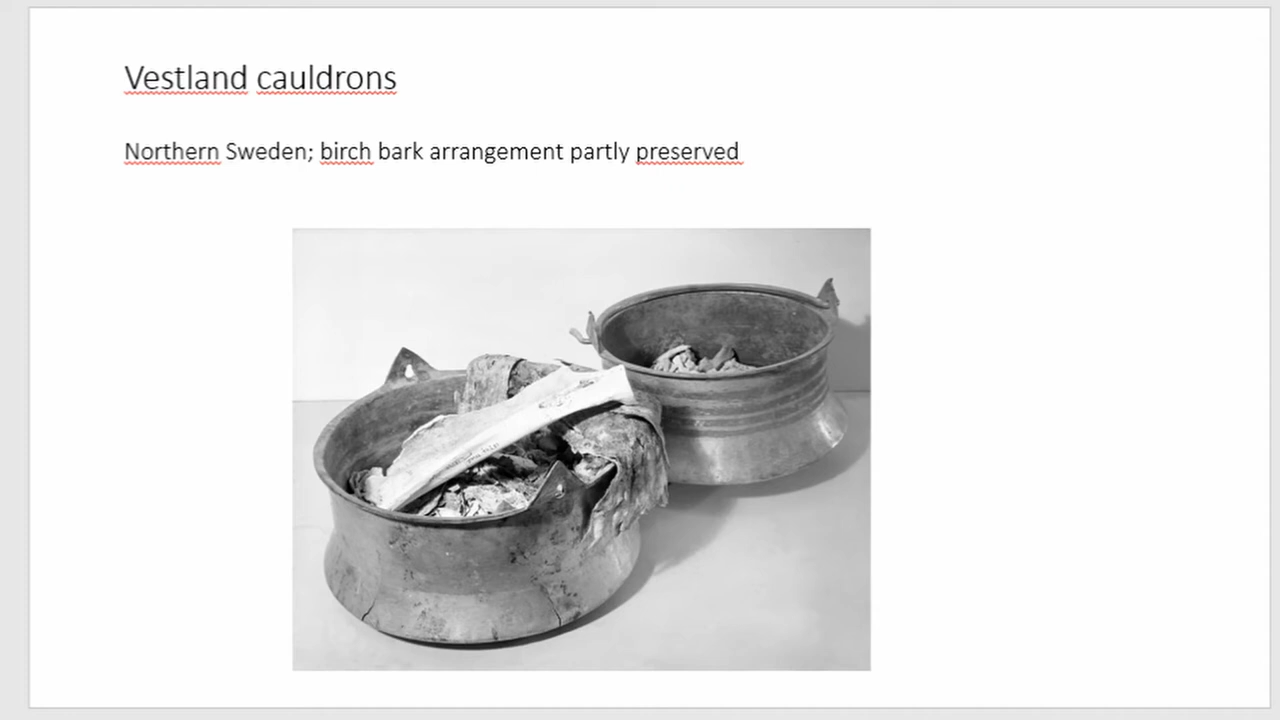 Vestland cauldrons
Northern Sweden; birch bark arrangement partly preserved